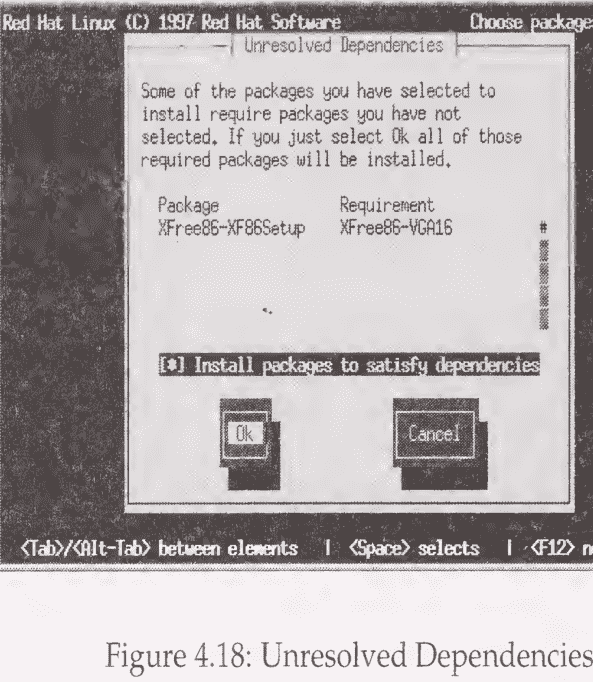 Red Hat Linux (C) 1997 Red Hat Software Choose package
Unresolved Dependencies
Some of the packages you have selected to
install require packages you have not
selected. If you just select Ok all of those
required packages will be installed.
Package Requirement
XFree86-XF86Setup XFree86-VGA16 #
[*] Install packages to satisfy dependencies
Ok Cancel
<Tab>/<Alt-Tab> between elements | <Space> selects | <F12> n
Figure 4.18: Unresolved Dependencies